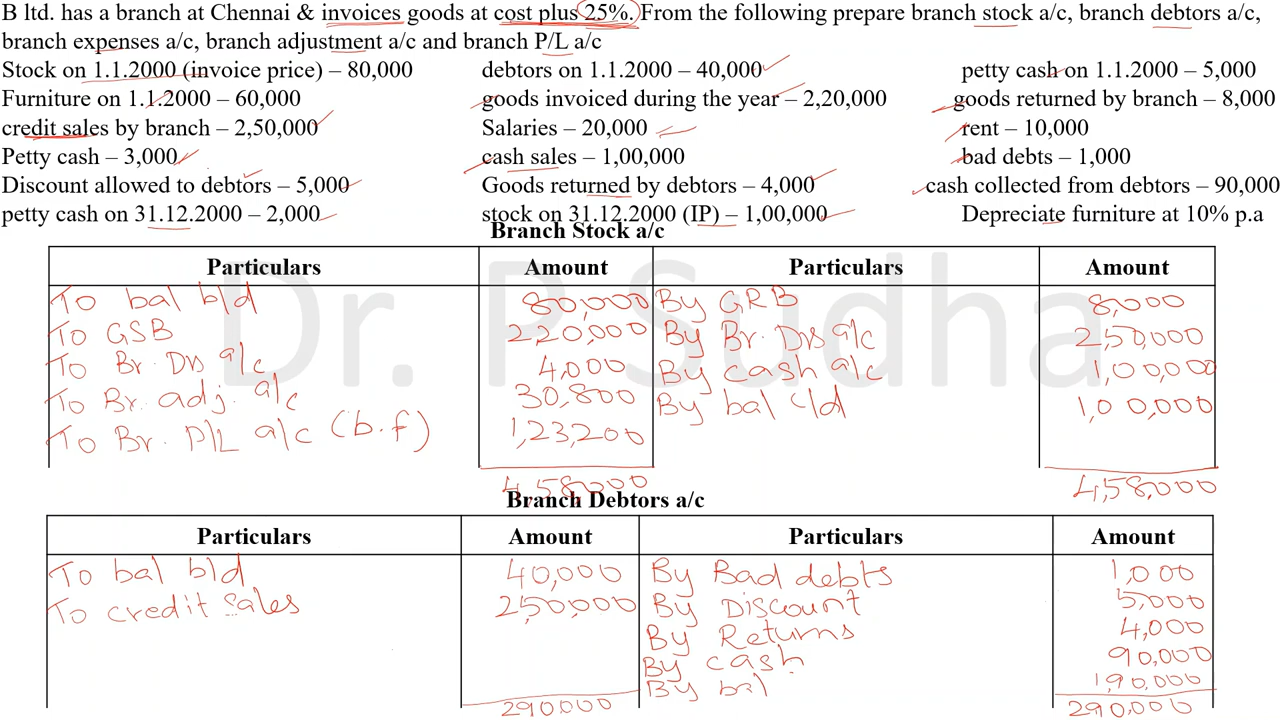 B ltd. has a branch at Chennai & invoices goods at cost plus 25%. From the following prepare branch stock a/c, branch debtors a/c,
branch expenses a/c, branch adjustment a/c and branch P/L a/c
Stock on 1.1.2000 (invoice price) – 80,000 debtors on 1.1.2000 – 40,000 petty cash on 1.1.2000 – 5,000
Furniture on 1.1.2000 – 60,000 goods invoiced during the year – 2,20,000 goods returned by branch – 8,000
credit sales by branch – 2,50,000 Salaries – 20,000 rent – 10,000
Petty cash – 3,000 cash sales – 1,00,000 bad debts – 1,000
Discount allowed to debtors – 5,000 Goods returned by debtors – 4,000 cash collected from debtors – 90,000
petty cash on 31.12.2000 – 2,000 stock on 31.12.2000 (IP) – 1,00,000 Depreciate furniture at 10% p.a
Branch Stock a/c
Particulars Amount Particulars Amount
To bal b/d 80,000 By GRB 8,000
To GSB 220,000 By Br. Drs a/c 2,50,000
To Br. Drs a/c 4,000 By cash a/c 1,00,000
To Br. adj. a/c 30,800 By bal c/d 1,00,000
To Br. P/L a/c (b.f) 1,23,200
4,58,000 4,58,000
Branch Debtors a/c
Particulars Amount Particulars Amount
To bal b/d 40,000 By Bad debts 1,000
To credit sales 250,000 By Discount 5,000
By Returns 4,000
By cash 90,000
By bal 1,90,000
290,000 290,000
Dr. P Sudha